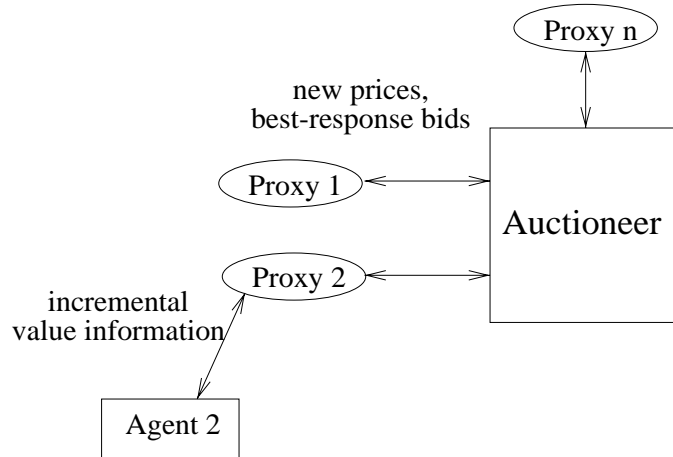 Proxy n
new prices,
best-response bids
Proxy 1
Auctioneer
Proxy 2
incremental
value information
Agent 2